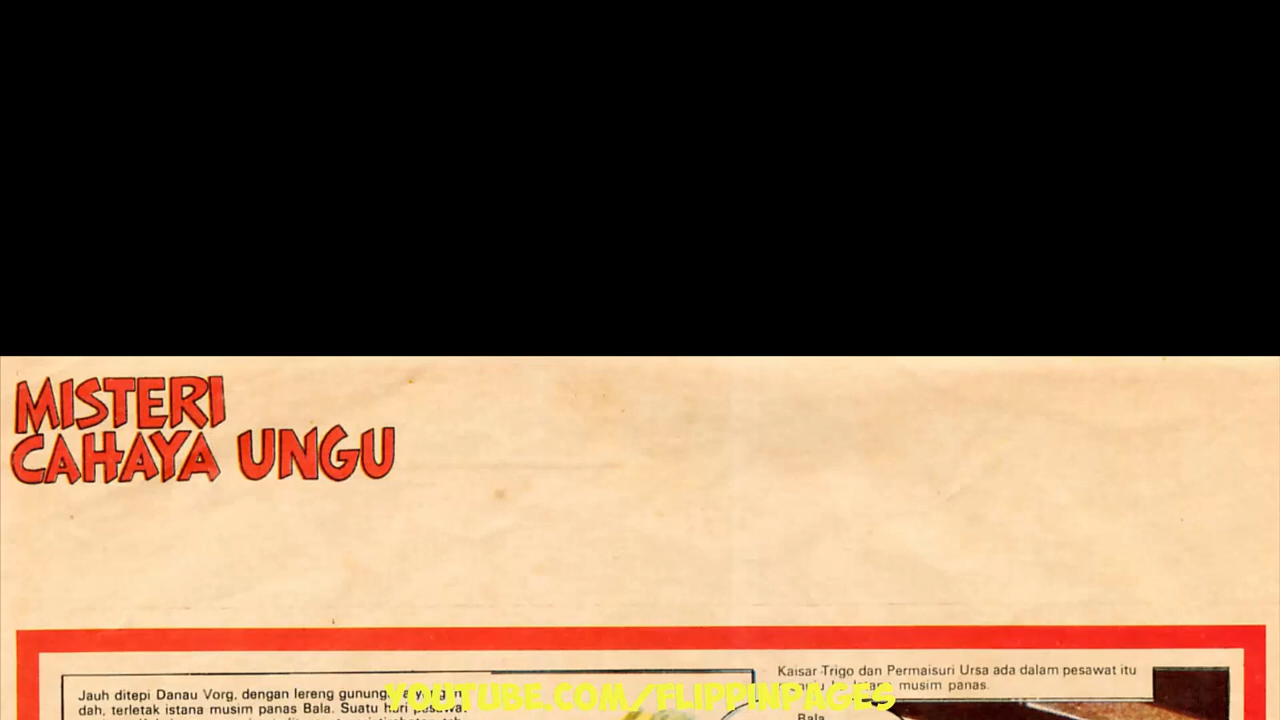 MISTERI
CAHAYA UNGU
Kaisar Trigo dan Permaisuri Ursa ada dalam pesawat itu
musim panas.
Jauh ditepi Danau Vorg, dengan lereng gunung
dah, terletak istana musim panas Bala. Suatu hari pesawat
Bala
YOUTUBE.COM/FLIPPINPAGES